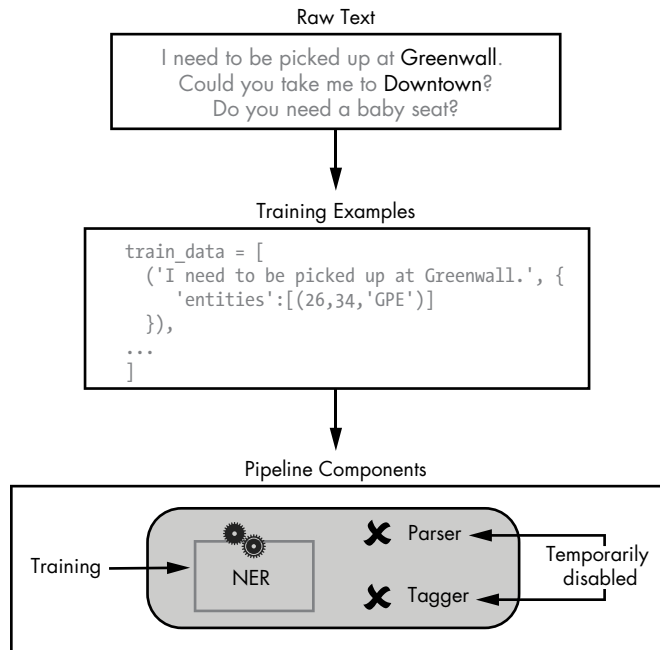 Raw Text
I need to be picked up at Greenwall.
Could you take me to Downtown?
Do you need a baby seat?
Training Examples
train_data = [
('I need to be picked up at Greenwall.', {
'entities':[(26,34,'GPE')]
}),
...
]
Pipeline Components
Training
NER
Parser
Tagger
Temporarily
disabled